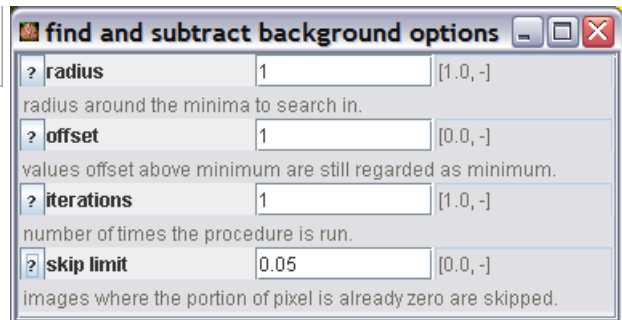 find and subtract background options
? radius 1 [1.0, -]
radius around the minima to search in.
? offset 1 [0.0, -]
values offset above minimum are still regarded as minimum.
? iterations 1 [1.0, -]
number of times the procedure is run.
? skip limit 0.05 [0.0, -]
images where the portion of pixel is already zero are skipped.